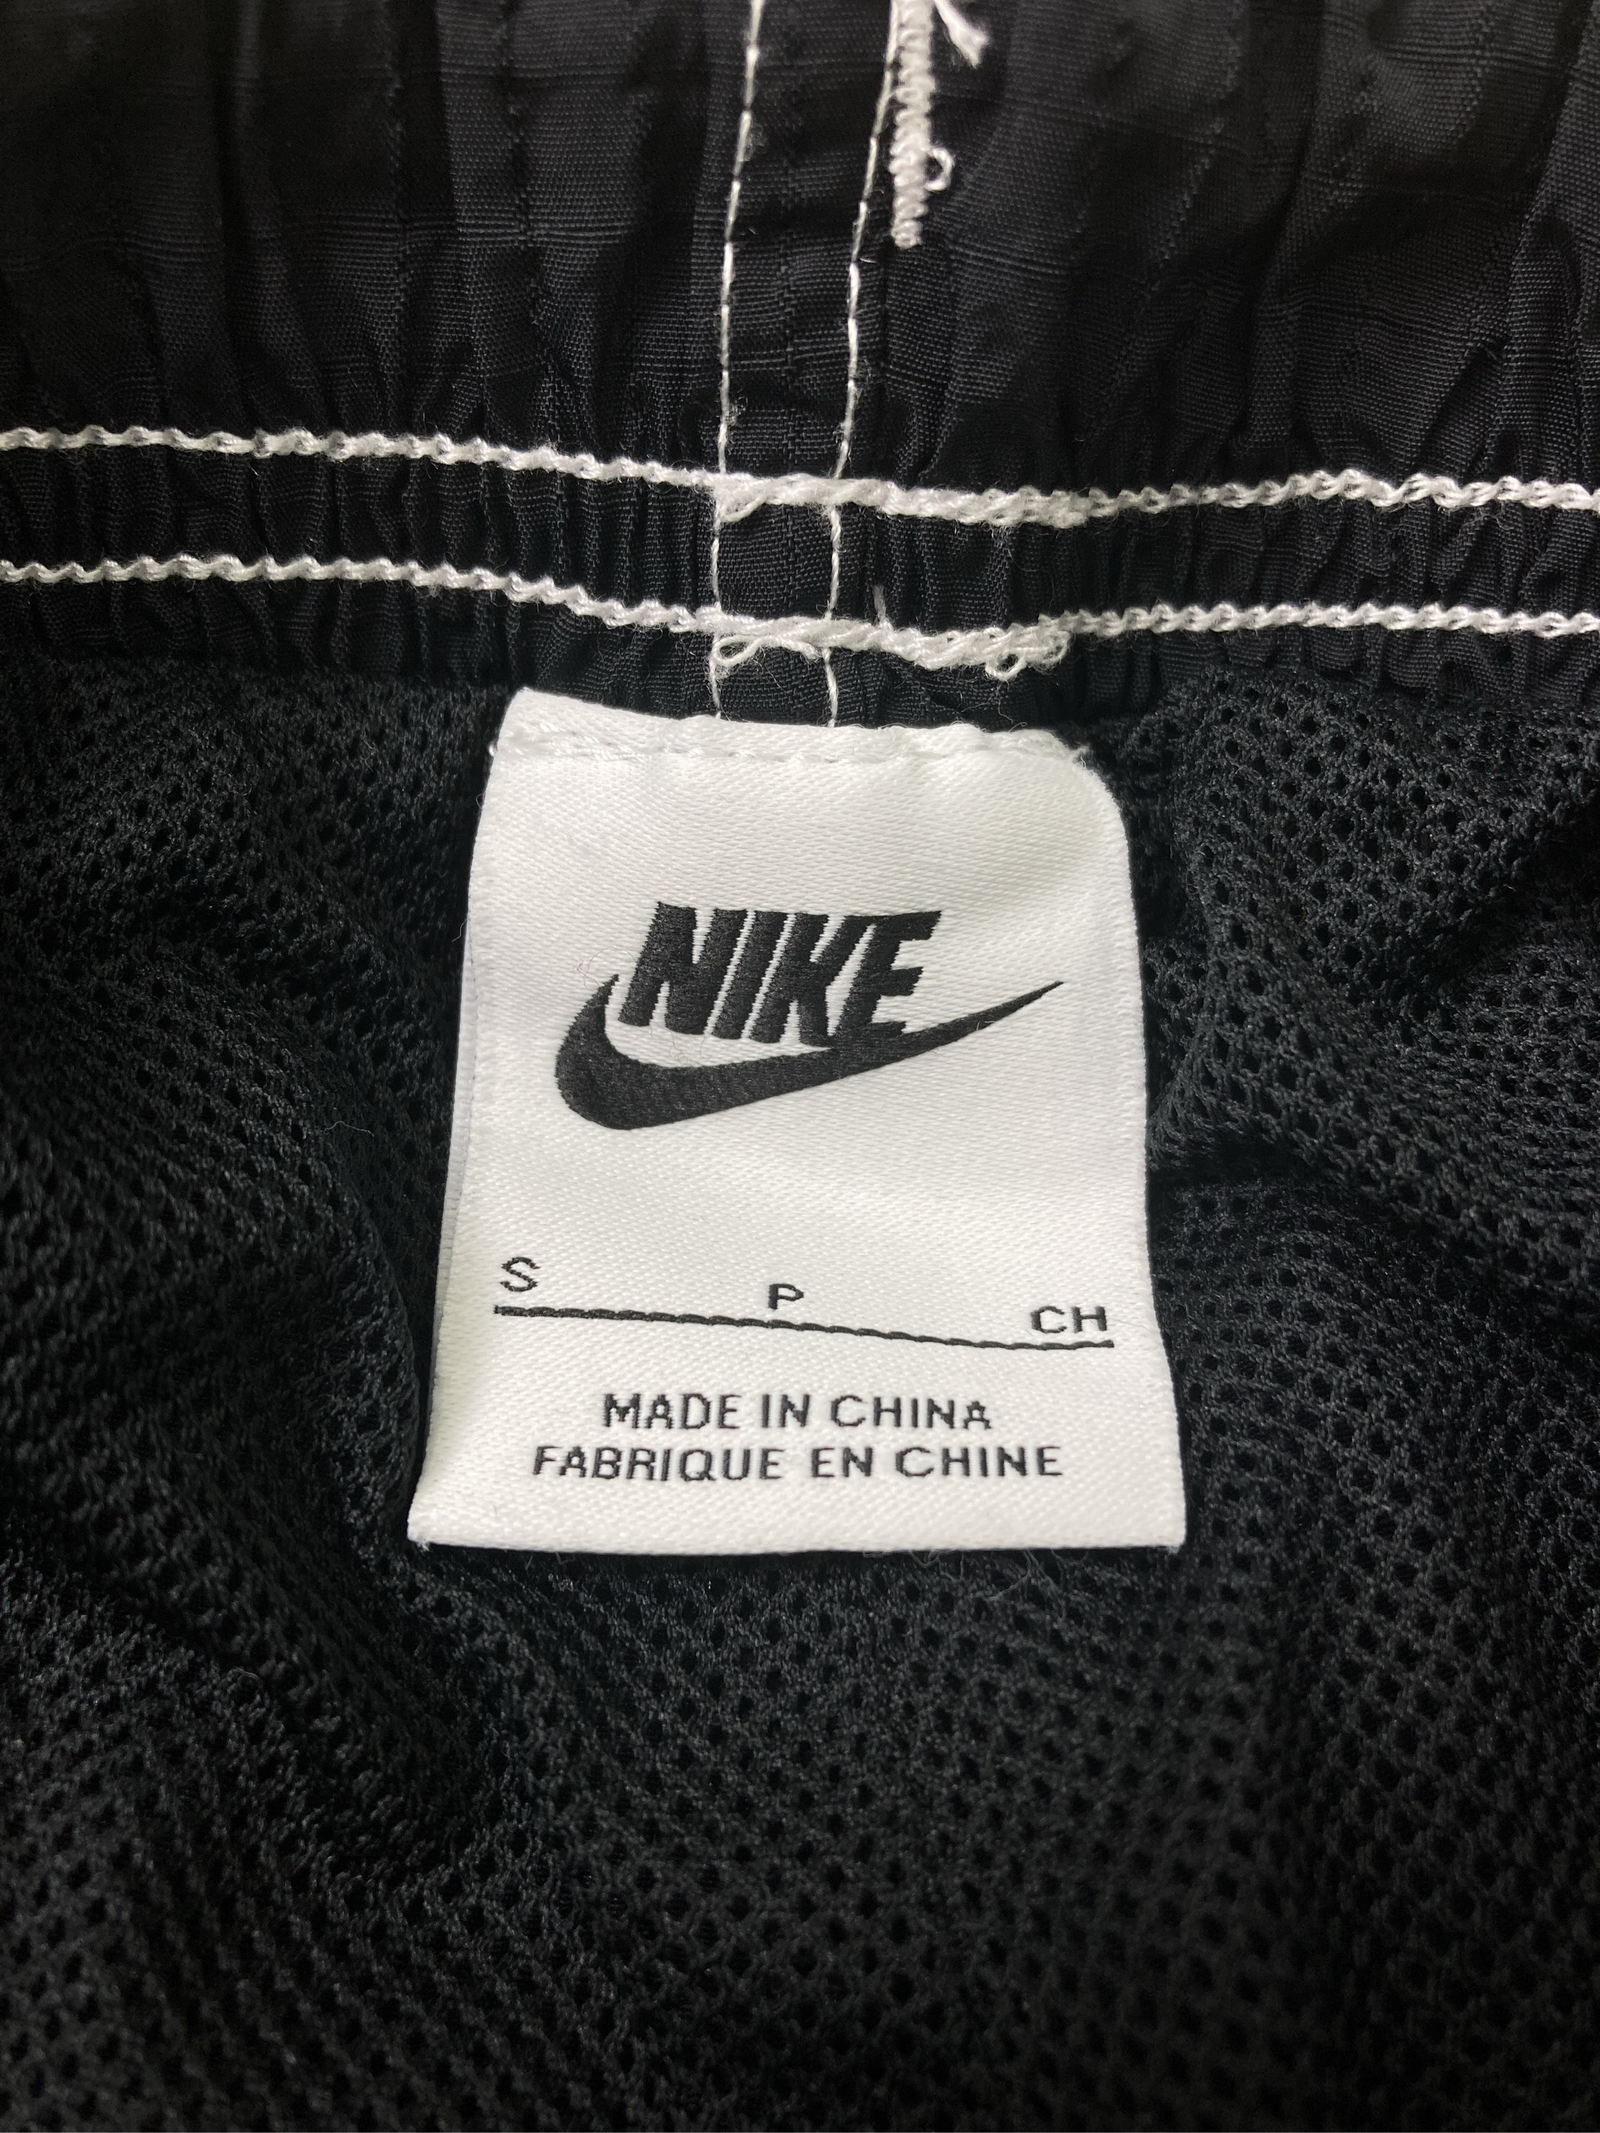 NIKE
S P CH
MADE IN CHINA
FABRIQUE EN CHINE